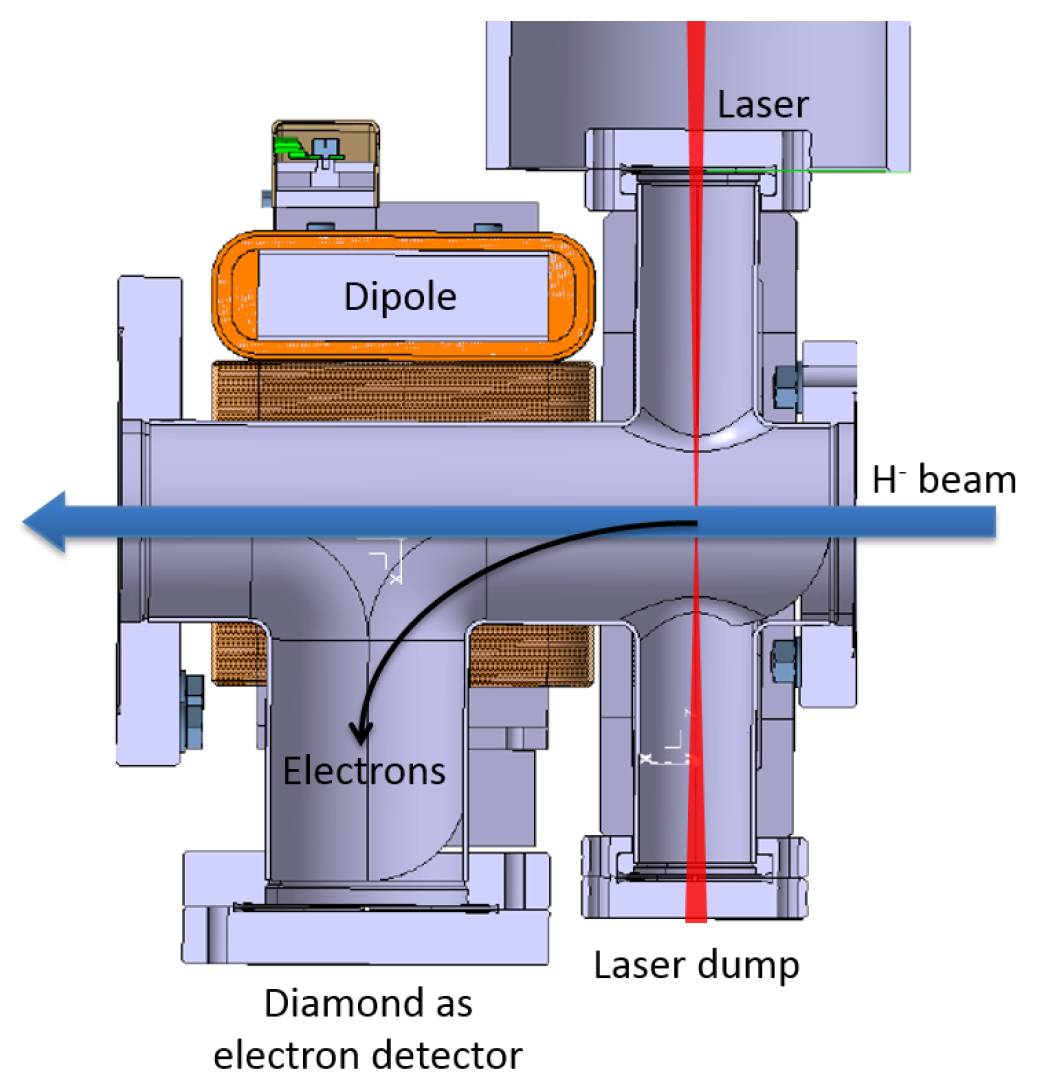 Laser
Dipole
H- beam
Electrons
Laser dump
Diamond as
electron detector